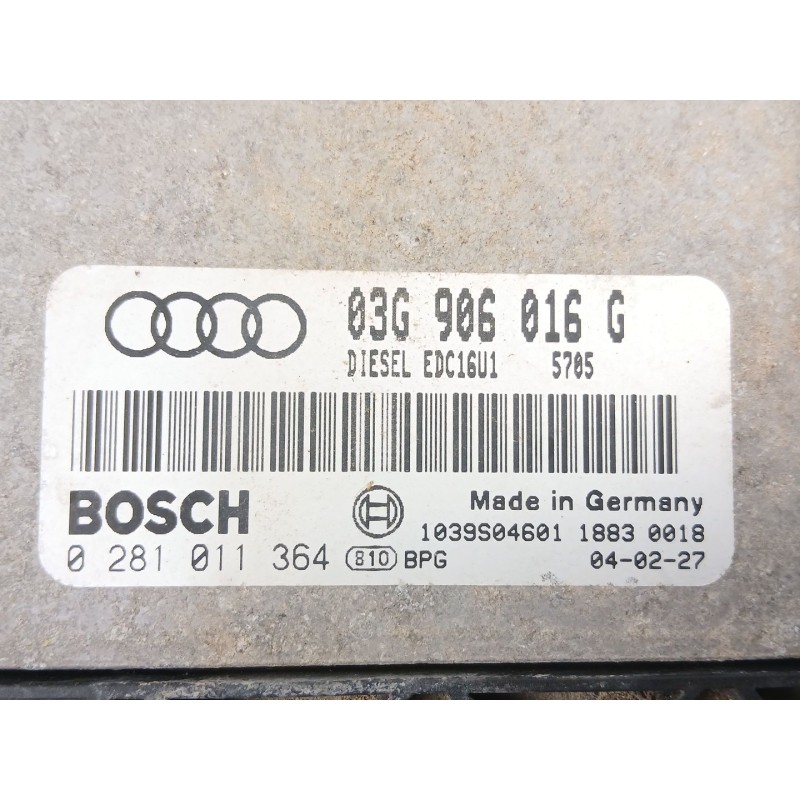 03G 906 016 G
DIESEL EDC16U1 5705
BOSCH
Made in Germany
1039S04601 1883 0018
0 281 011 364 810 BPG 04-02-27